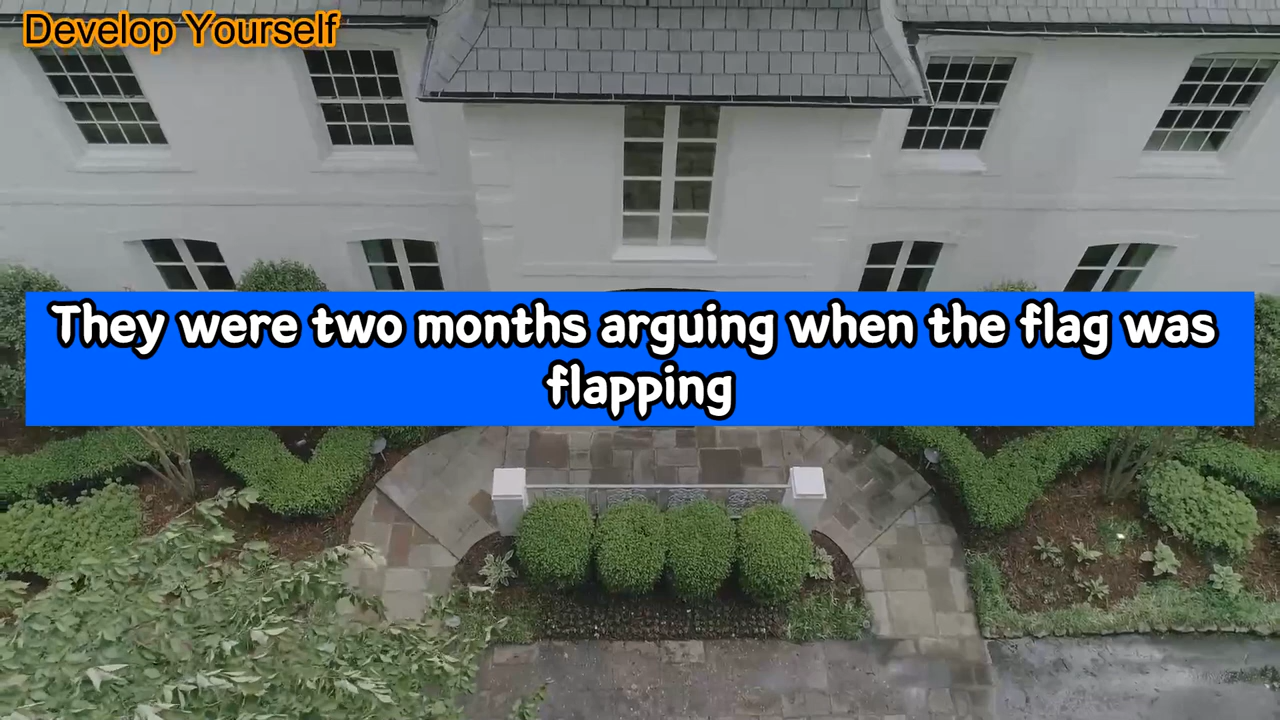 Develop Yourself
They were two months arguing when the flag was
flapping